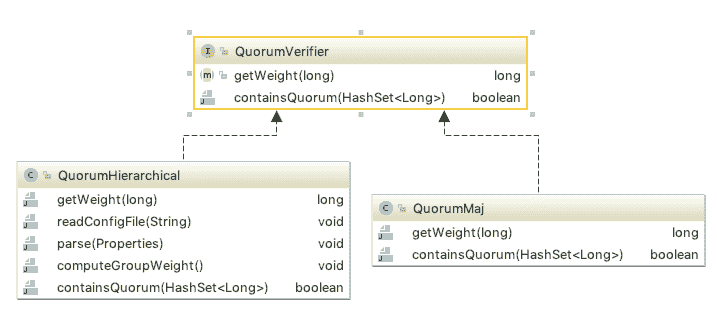 QuorumVerifier
getWeight(long) long
containsQuorum(HashSet<Long>) boolean
QuorumHierarchical
getWeight(long) long
readConfigFile(String) void
parse(Properties) void
computeGroupWeight() void
containsQuorum(HashSet<Long>) boolean
QuorumMaj
getWeight(long) long
containsQuorum(HashSet<Long>) boolean